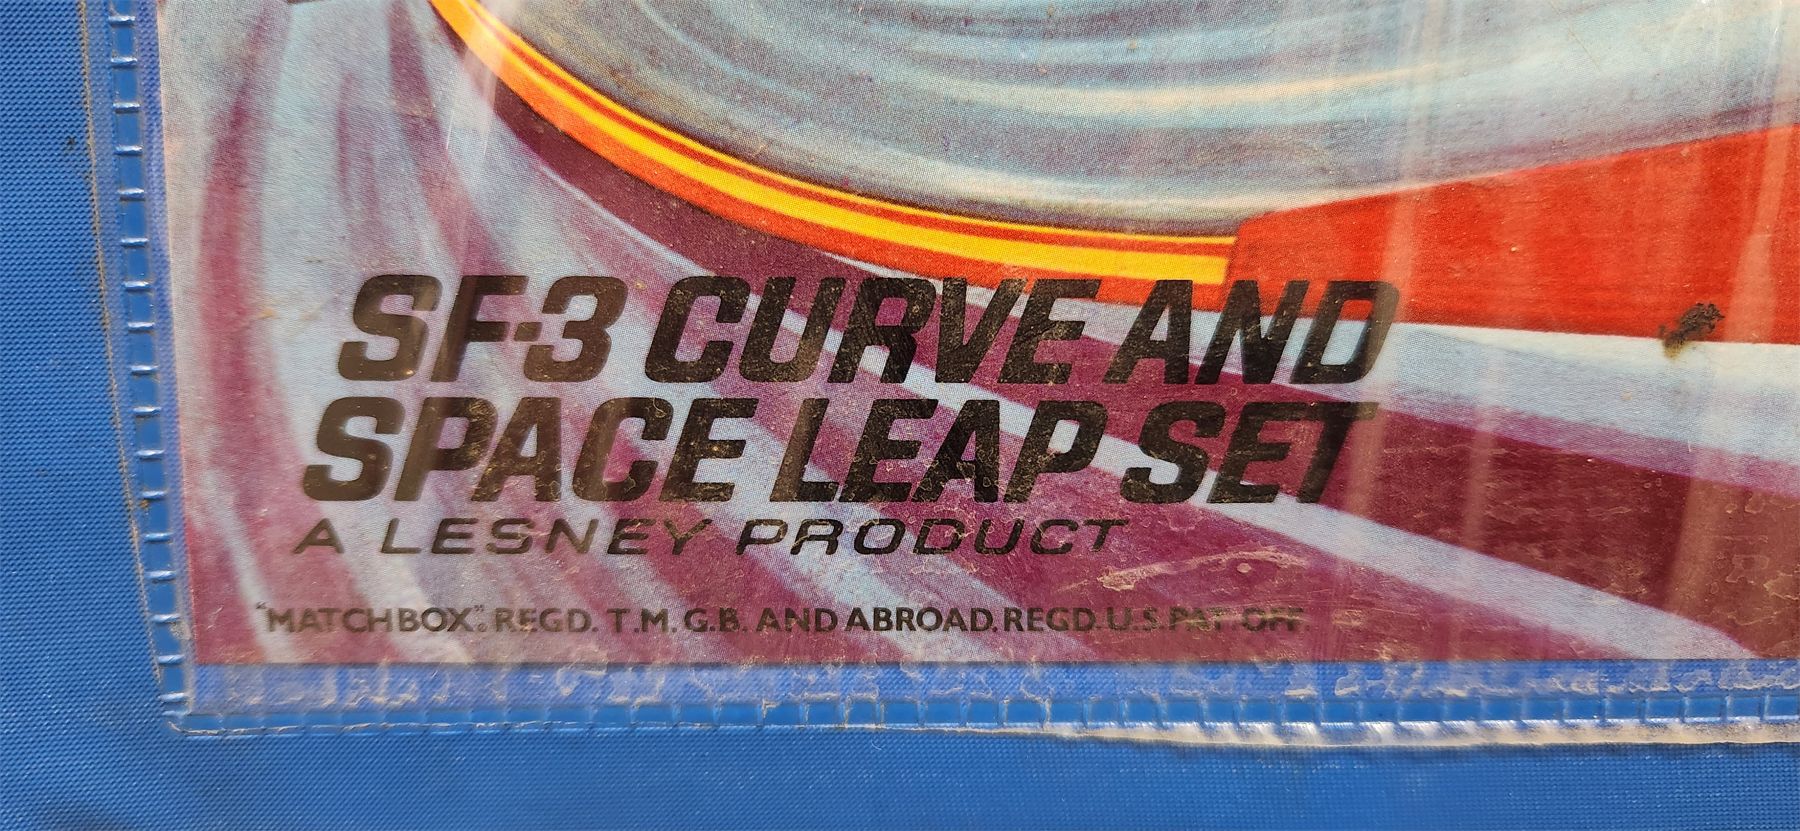 SF-3 CURVE AND
SPACE LEAP SET
A LESNEY PRODUCT
"MATCHBOX". REGD. T.M. G.B. AND ABROAD. REGD. U.S. PAT. OFF.